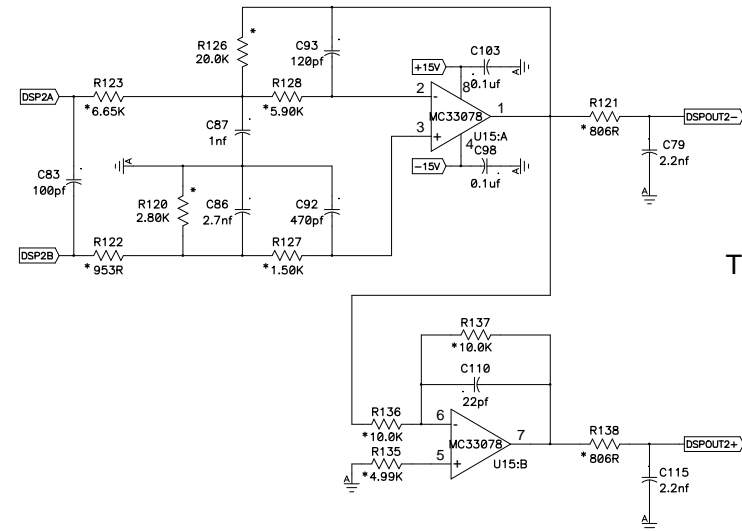 R126
20.0K
*
C93
120pf
C103
0.1uf
A
+15V
8
DSP2A
R123
*6.65K
R128
*5.90K
2
-
MC33078
1
3
+
U15:A
4
-15V
C98
0.1uf
A
R121
*806R
DSPOUT2-
C79
2.2nf
A
C87
1nf
A
C83
100pf
R120
2.80K
*
C86
2.7nf
C92
470pf
DSP2B
R122
*953R
R127
*1.50K
T
R137
*10.0K
C110
22pf
R136
*10.0K
6
-
MC33078
7
R135
*4.99K
5
+
U15:B
A
R138
*806R
DSPOUT2+
C115
2.2nf
A